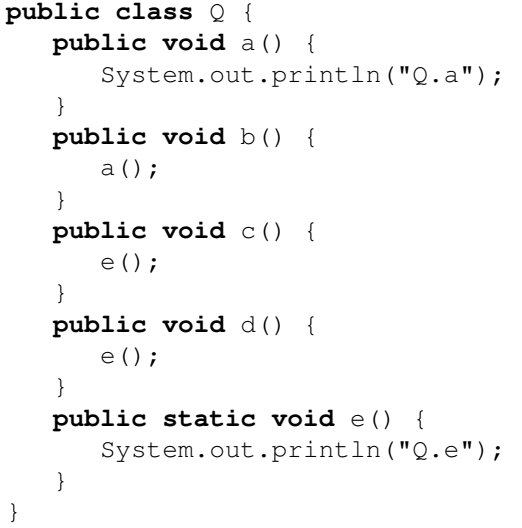 public class Q {
   public void a() {
      System.out.println("Q.a");
   }
   public void b() {
      a();
   }
   public void c() {
      e();
   }
   public void d() {
      e();
   }
   public static void e() {
      System.out.println("Q.e");
   }
}